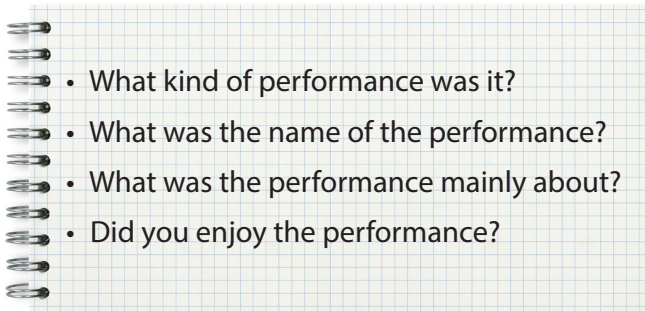 • What kind of performance was it?
• What was the name of the performance?
• What was the performance mainly about?
• Did you enjoy the performance?